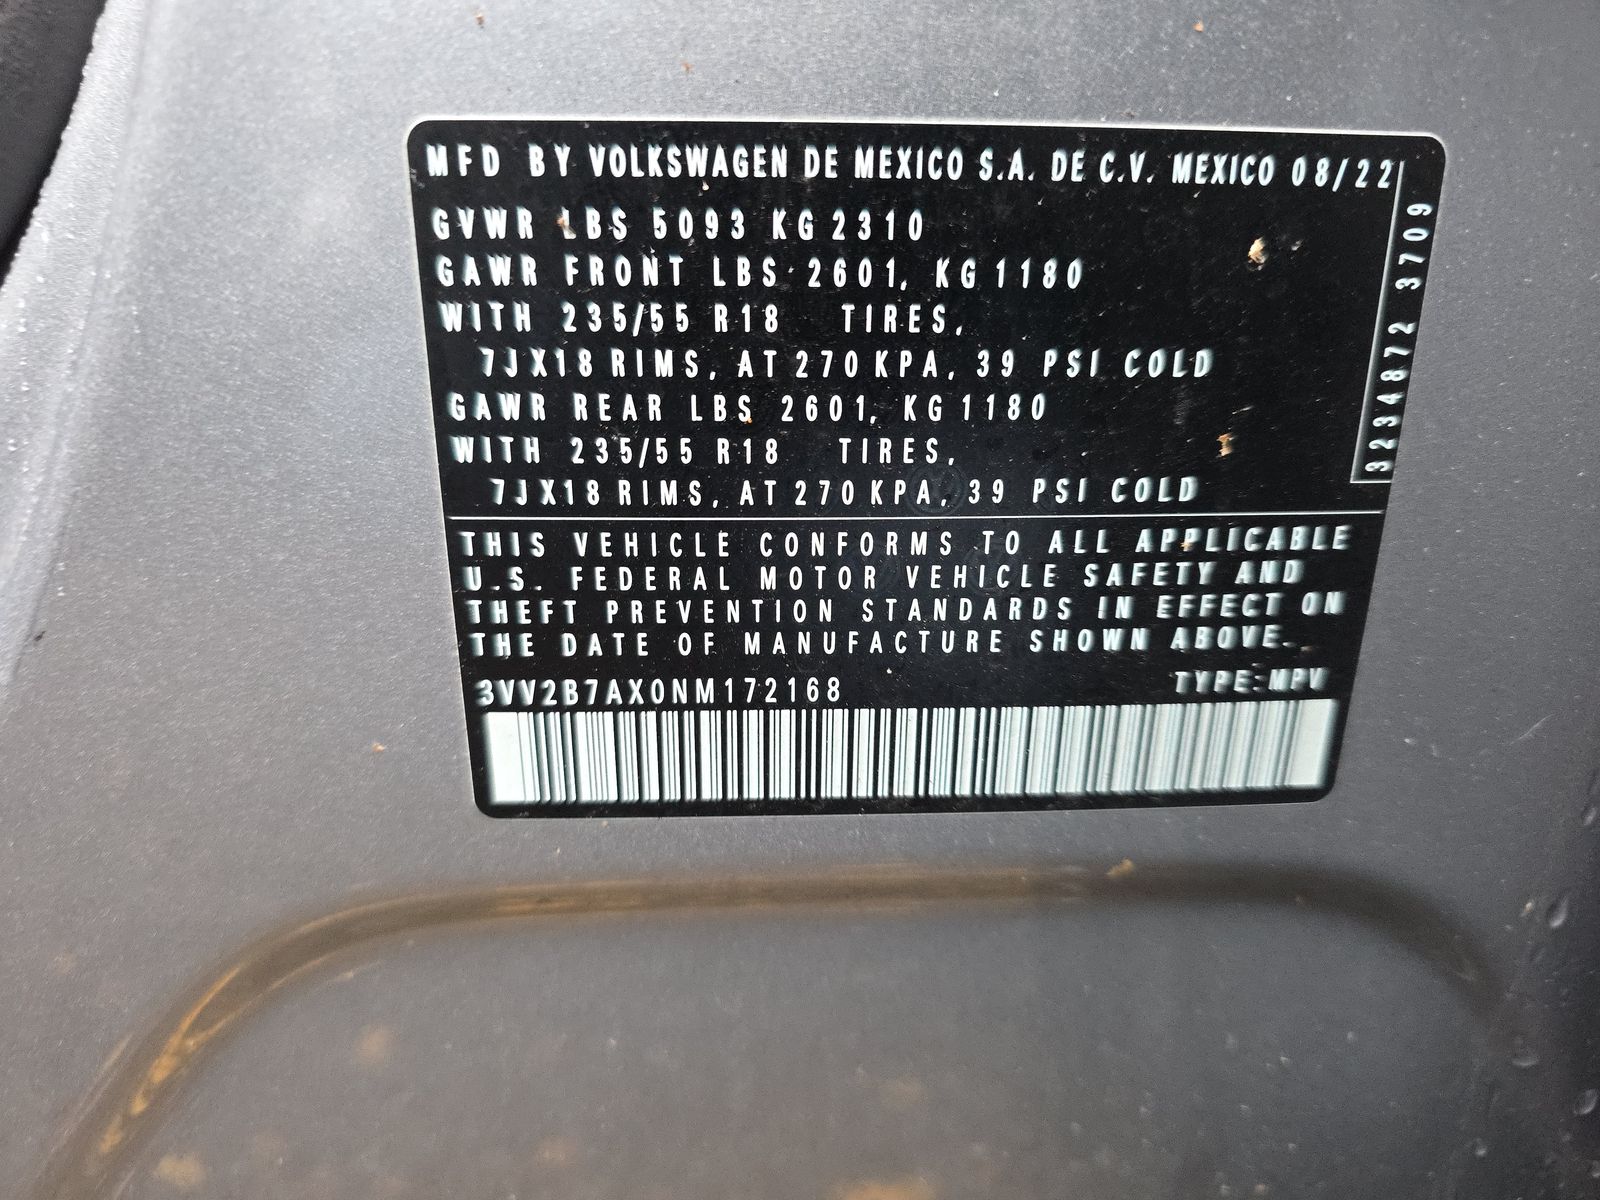 MFD BY VOLKSWAGEN DE MEXICO S.A. DE C.V. MEXICO 08/22
GVWR LBS 5093 KG 2310
GAWR FRONT LBS 2601, KG 1180
WITH 235/55 R18 TIRES,
7JX18 RIMS, AT 270 KPA, 39 PSI COLD
GAWR REAR LBS 2601, KG 1180
WITH 235/55 R18 TIRES,
7JX18 RIMS, AT 270 KPA, 39 PSI COLD
3234872 3709
THIS VEHICLE CONFORMS TO ALL APPLICABLE
U.S. FEDERAL MOTOR VEHICLE SAFETY AND
THEFT PREVENTION STANDARDS IN EFFECT ON
THE DATE OF MANUFACTURE SHOWN ABOVE.
3VV2B7AX0NM172168 TYPE:MPV